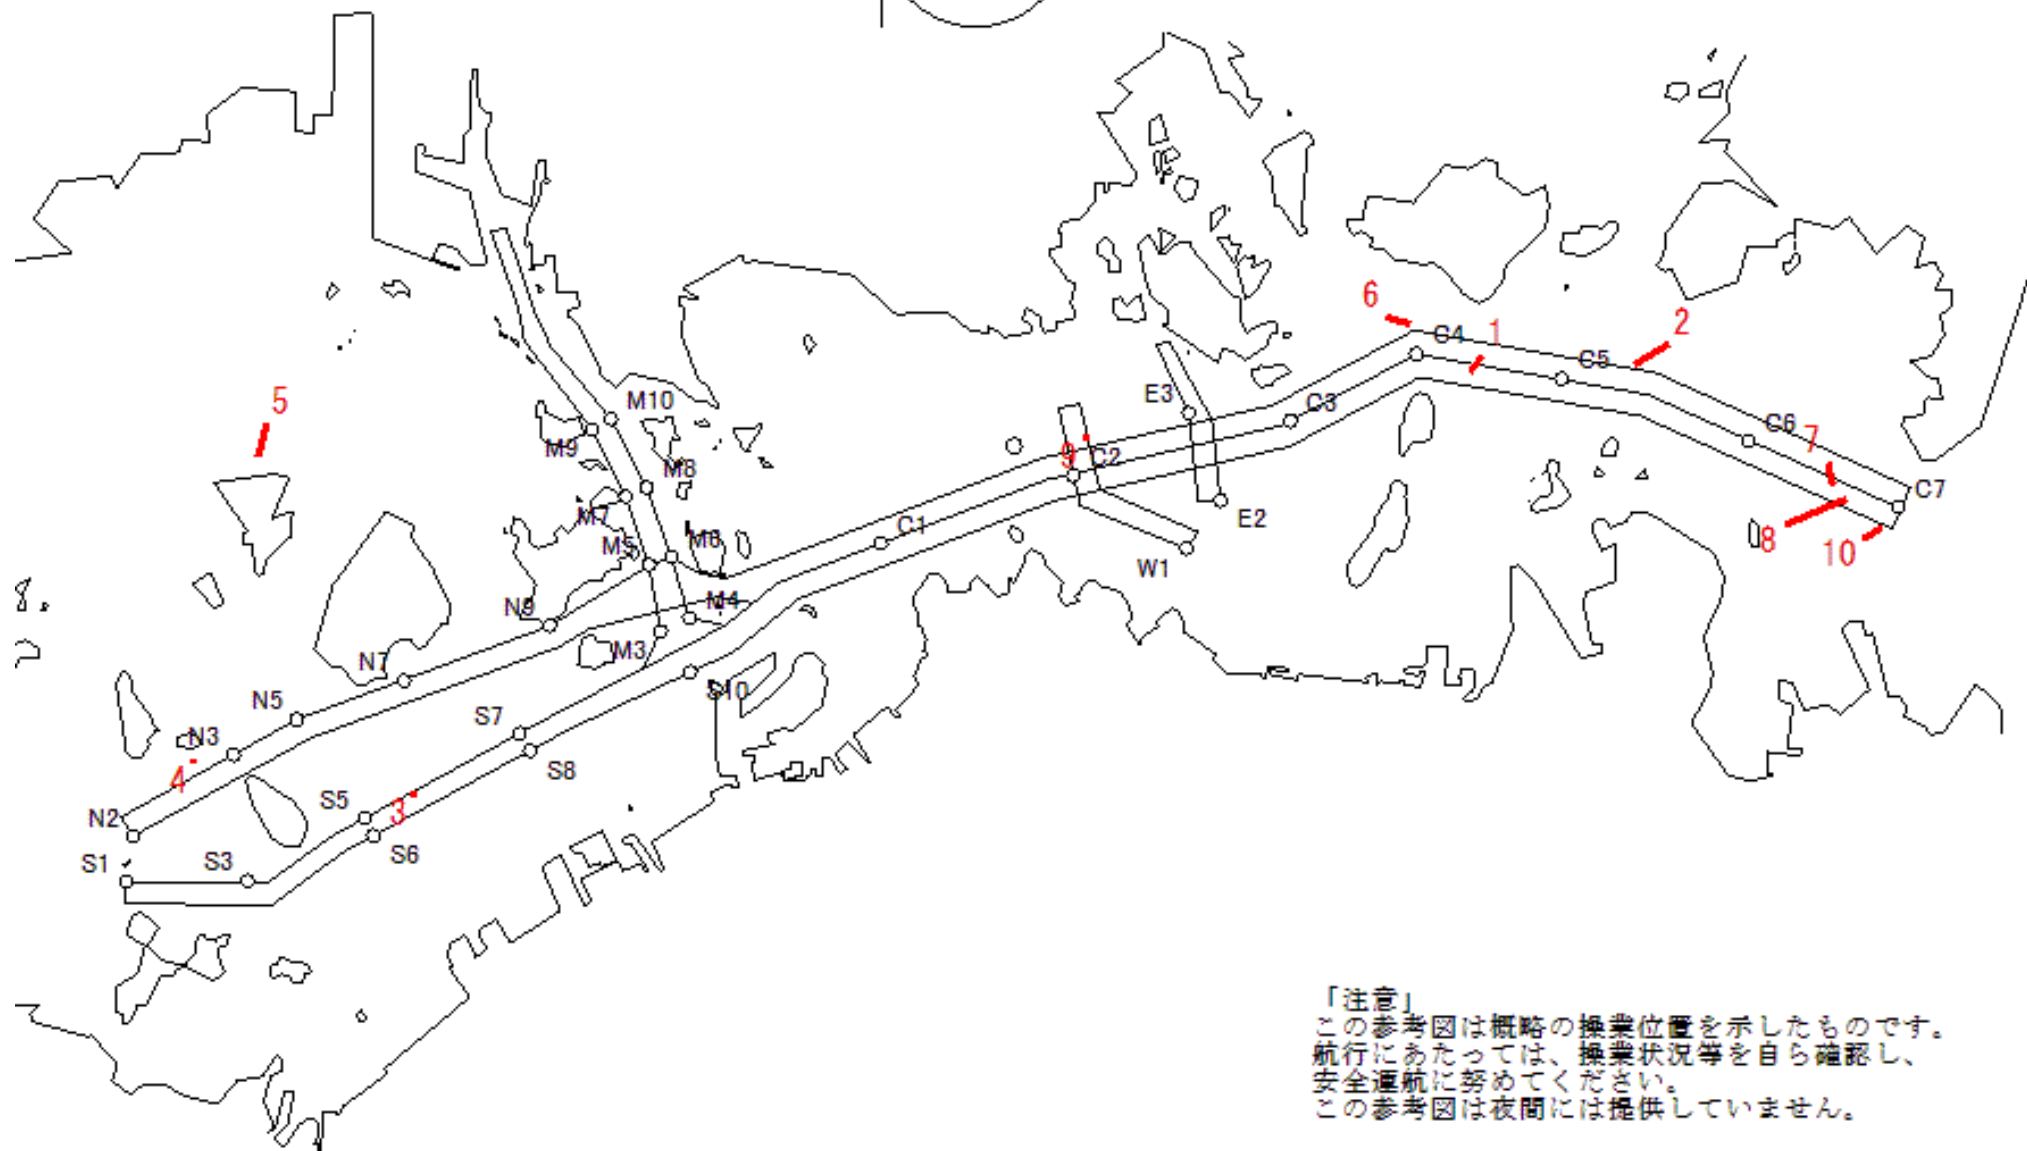 6
C4
1
2
C5
5
E3
M10
C3
C6
7
M9
9
C2
M8
C7
E2
M7
C1
8
M5
M6
10
W1
N9
M4
M3
N7
S10
N5
S7
N3
4
S8
S5
3
N2
S6
S1
S3
「注意」
この参考図は概略の操業位置を示したものです。
航行にあたっては、操業状況等を自ら確認し、
安全運航に努めてください。
この参考図は夜間には提供していません。